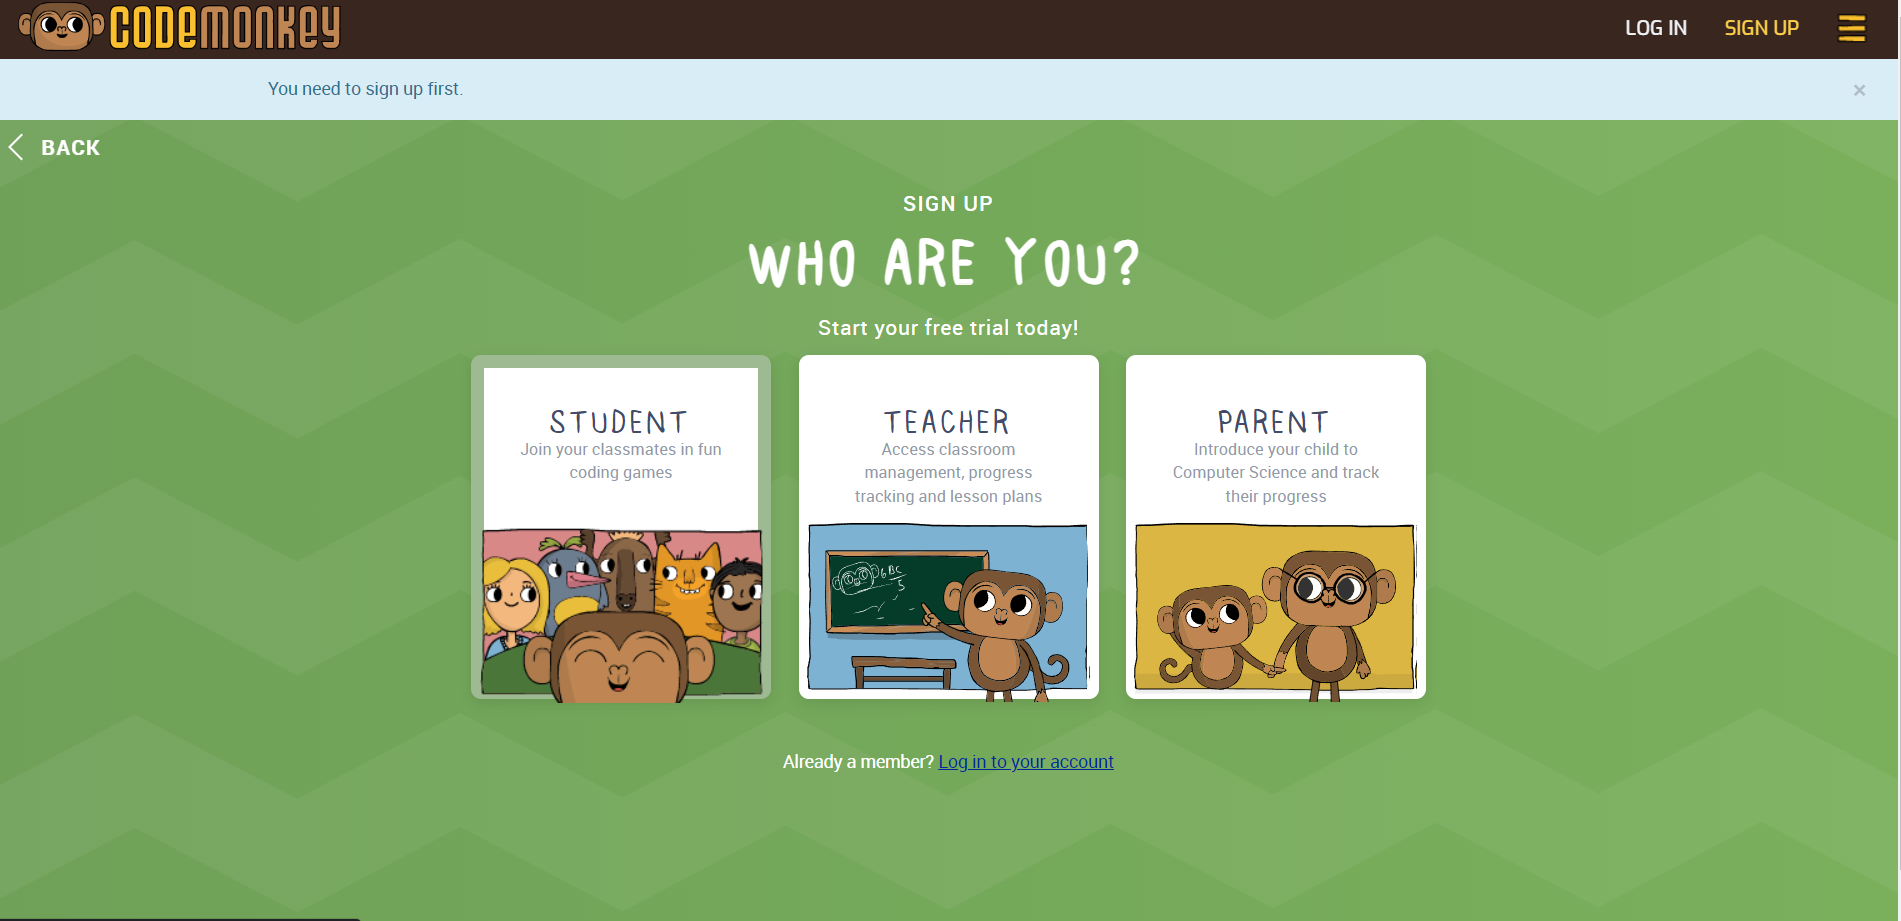 CODEMONKEY
LOG IN
SIGN UP
You need to sign up first.
×
BACK
SIGN UP
WHO ARE YOU?
Start your free trial today!
STUDENT
Join your classmates in fun
coding games
TEACHER
Access classroom
management, progress
tracking and lesson plans
PARENT
Introduce your child to
Computer Science and track
their progress
Already a member? Log in to your account